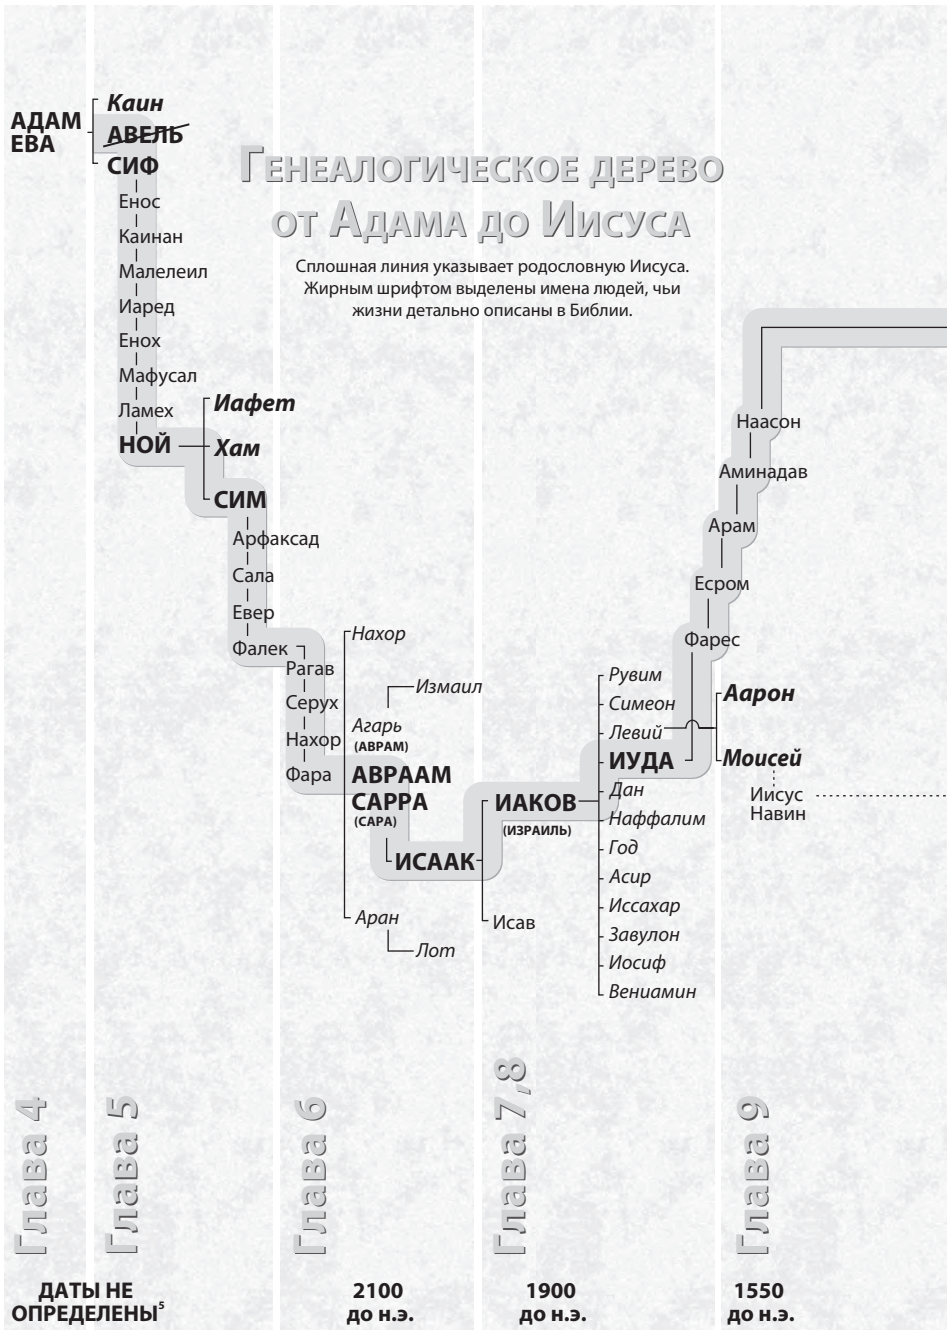 Генеалогическое дерево
от Адама до Иисуса
Сплошная линия указывает родословную Иисуса.
Жирным шрифтом выделены имена людей, чьи
жизни детально описаны в Библии.
АДАМ
ЕВА
Каин
АВЕЛЬ
СИФ
Енос
Каинан
Малелеил
Иаред
Енох
Мафусал
Ламех
НОЙ
Иафет
Хам
СИМ
Арфаксад
Сала
Евер
Фалек
Рагав
Серух
Нахор
Фара
Нахор
Измаил
Агарь
(АВРАМ)
АВРААМ
САРРА
(САРА)
ИСААК
Аран
Лот
ИАКОВ
(ИЗРАИЛЬ)
Исав
Рувим
Симеон
Левий
ИУДА
Дан
Наффалим
Год
Асир
Иссахар
Завулон
Иосиф
Вениамин
Аарон
Моисей
Иисус
Навин
Фарес
Есром
Арам
Аминадав
Наасон
Глава 4
Глава 5
Глава 6
Глава 7,8
Глава 9
ДАТЫ НЕ
ОПРЕДЕЛЕНЫ⁵
2100
до н.э.
1900
до н.э.
1550
до н.э.